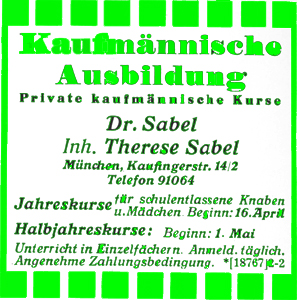 Kaufmännische
Ausbildung
Private kaufmännische Kurse
Dr. Sabel
Inh. Therese Sabel
München, Kaufingerstr. 14/2
Telefon 91064
Jahreskurse für schulentlassene Knaben
u. Mädchen. Beginn: 16. April
Halbjahreskurse: Beginn: 1. Mai
Unterricht in Einzelfächern. Anmeld. täglich.
Angenehme Zahlungsbedingung. *[18767]2-2